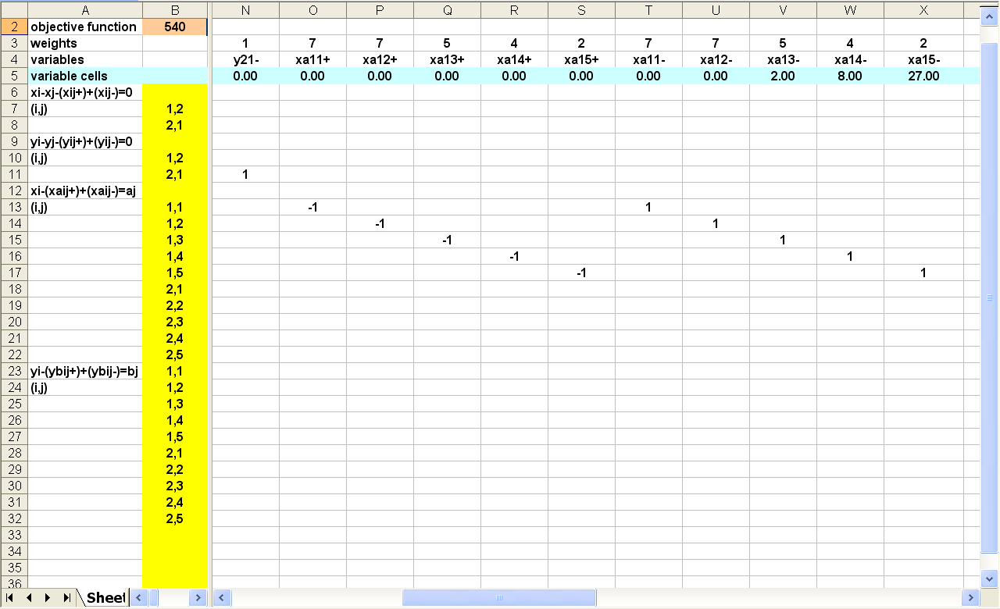 A B N O P Q R S T U V W X
2 objective function 540
3 weights 1 7 7 5 4 2 7 7 5 4 2
4 variables y21- xa11+ xa12+ xa13+ xa14+ xa15+ xa11- xa12- xa13- xa14- xa15-
5 variable cells 0.00 0.00 0.00 0.00 0.00 0.00 0.00 0.00 2.00 8.00 27.00
6 xi-xj-(xij+)+(xij-)=0
7 (i,j) 1,2
8 2,1
9 yi-yj-(yij+)+(yij-)=0
10 (i,j) 1,2
11 2,1 1
12 xi-(xaij+)+(xaij-)=aj
13 (i,j) 1,1 -1 1
14 1,2 -1 1
15 1,3 -1 1
16 1,4 -1 1
17 1,5 -1 1
18 2,1
19 2,2
20 2,3
21 2,4
22 2,5
23 yi-(ybij+)+(ybij-)=bj 1,1
24 (i,j) 1,2
25 1,3
26 1,4
27 1,5
28 2,1
29 2,2
30 2,3
31 2,4
32 2,5
33
34
35
36
Sheet